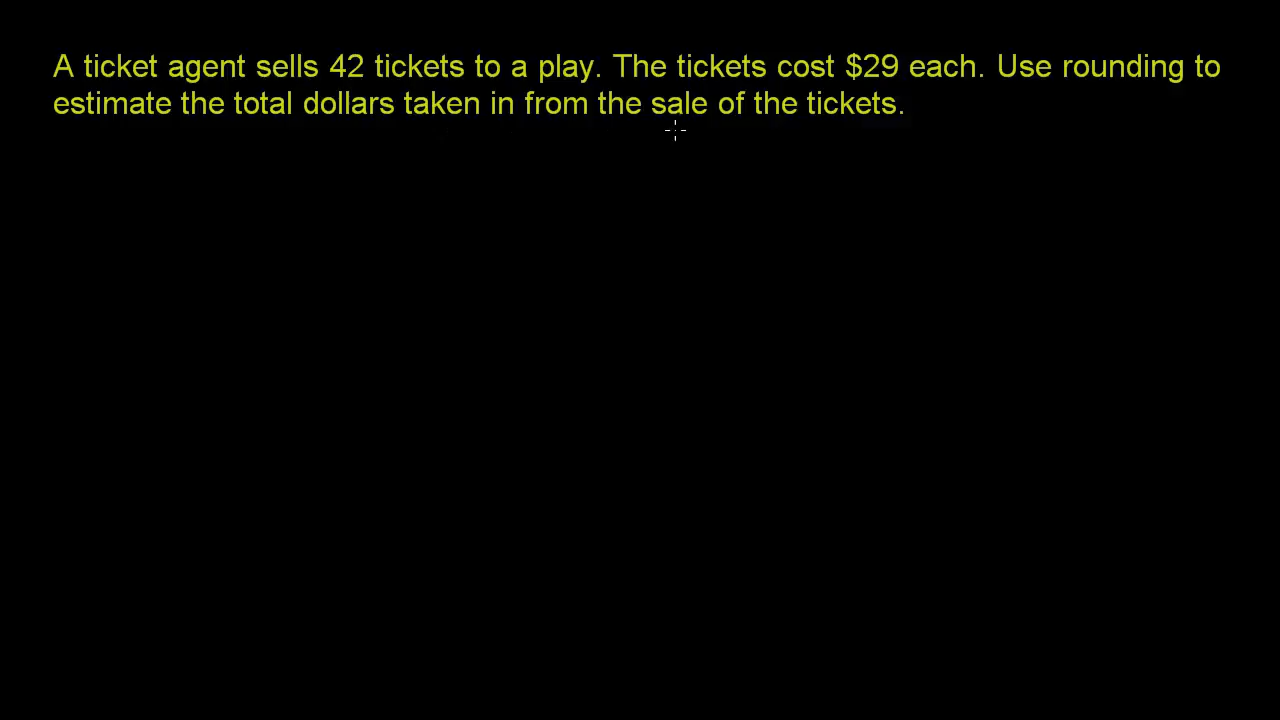 A ticket agent sells 42 tickets to a play. The tickets cost $29 each. Use rounding to
estimate the total dollars taken in from the sale of the tickets.